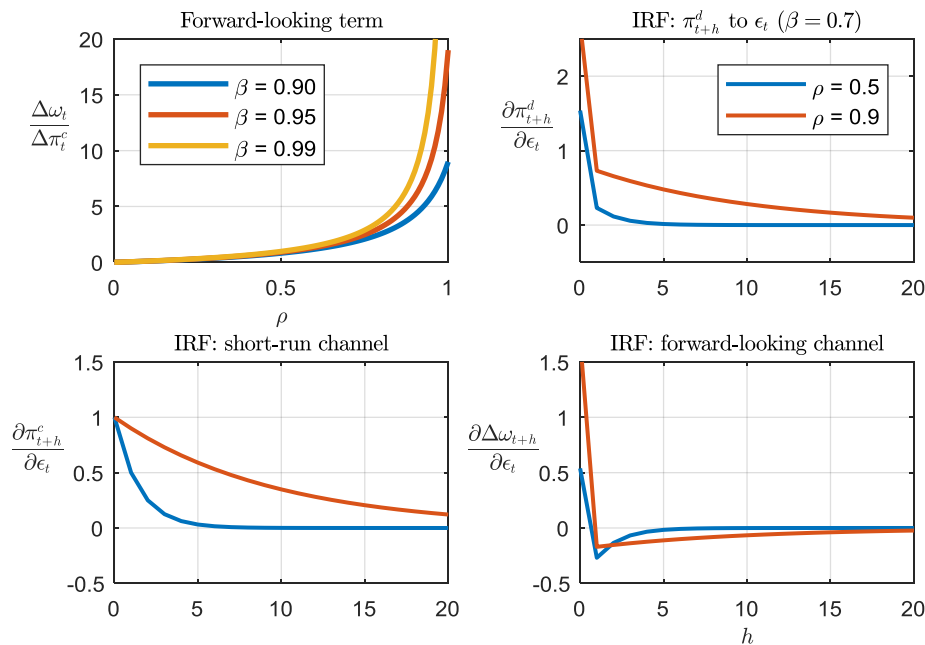 Forward-looking term
20
15
10
5
0
Δω_t / Δπ_t^c
β = 0.90
β = 0.95
β = 0.99
0 0.5 1
ρ
IRF: π^d_{t+h} to ϵ_t (β = 0.7)
2
1
0
∂π^d_{t+h} / ∂ϵ_t
ρ = 0.5
ρ = 0.9
0 5 10 15 20
IRF: short-run channel
1.5
1
0.5
0
-0.5
∂π^c_{t+h} / ∂ϵ_t
0 5 10 15 20
IRF: forward-looking channel
1.5
1
0.5
0
-0.5
∂Δω_{t+h} / ∂ϵ_t
0 5 10 15 20
h